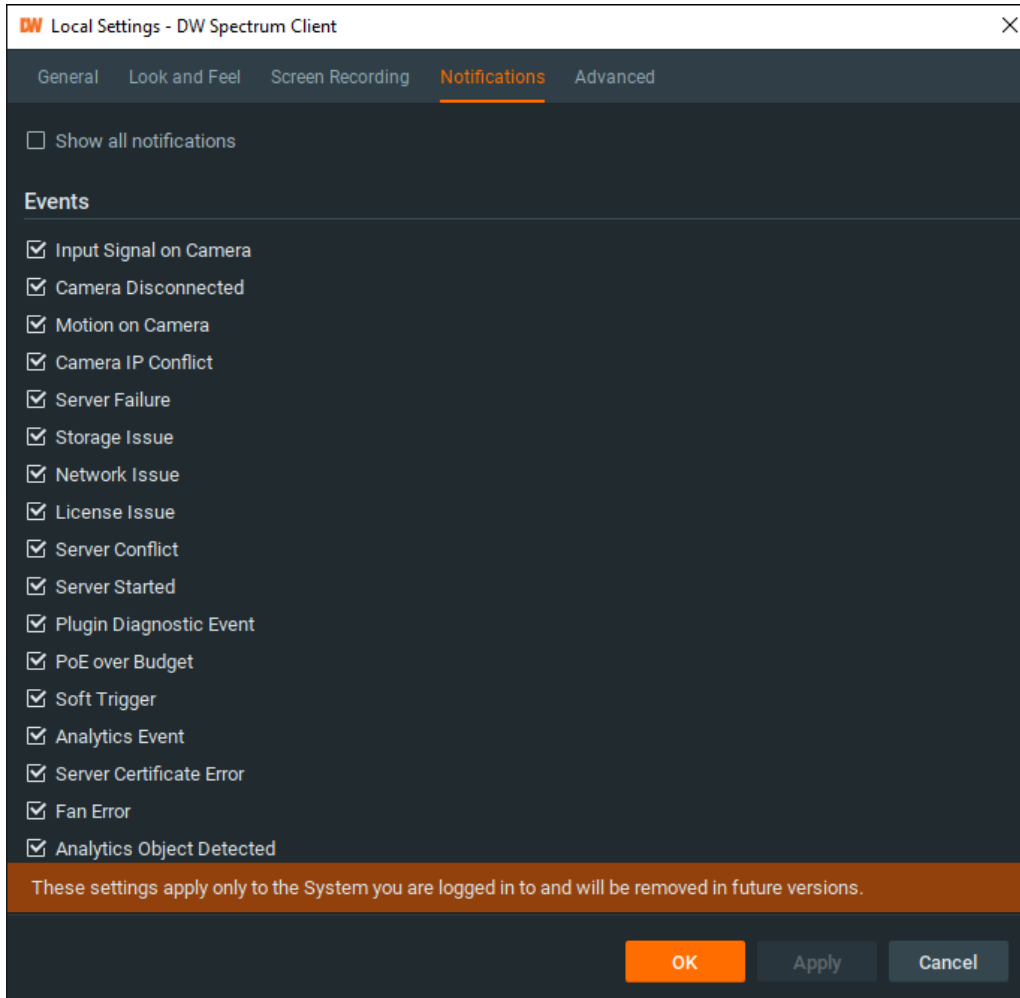 DW Local Settings - DW Spectrum Client
General Look and Feel Screen Recording Notifications Advanced
Show all notifications
Events
Input Signal on Camera
Camera Disconnected
Motion on Camera
Camera IP Conflict
Server Failure
Storage Issue
Network Issue
License Issue
Server Conflict
Server Started
Plugin Diagnostic Event
PoE over Budget
Soft Trigger
Analytics Event
Server Certificate Error
Fan Error
Analytics Object Detected
These settings apply only to the System you are logged in to and will be removed in future versions.
OK Apply Cancel